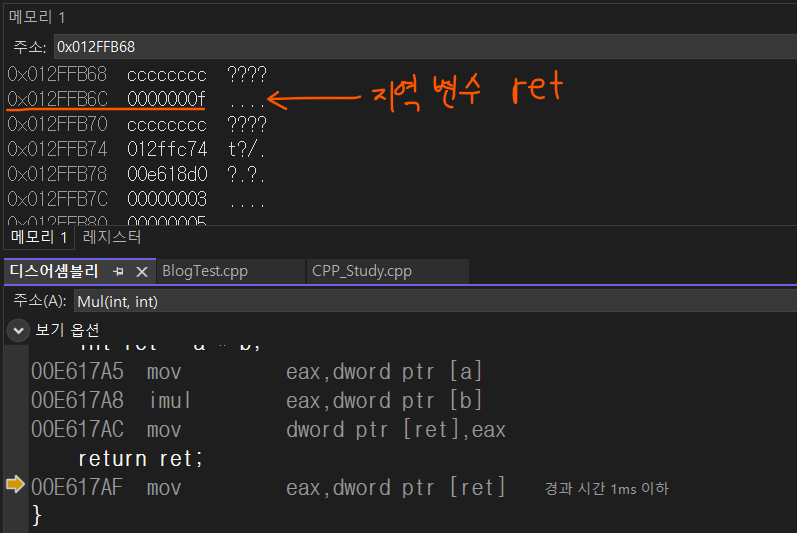 메모리 1
주소: 0x012FFB68
0x012FFB68 cccccccc ????
0x012FFB6C 0000000f ....
지역 변수 ret
0x012FFB70 cccccccc ????
0x012FFB74 012ffc74 t?/.
0x012FFB78 00e618d0 ?.?.
0x012FFB7C 00000003 ....
0x012FFB80 00000005
메모리 1 레지스터
디스어셈블리 BlogTest.cpp CPP_Study.cpp
주소(A): Mul(int, int)
보기 옵션
int ret = a * b;
00E617A5 mov eax,dword ptr [a]
00E617A8 imul eax,dword ptr [b]
00E617AC mov dword ptr [ret],eax
return ret;
00E617AF mov eax,dword ptr [ret] 경과 시간 1ms 이하
}